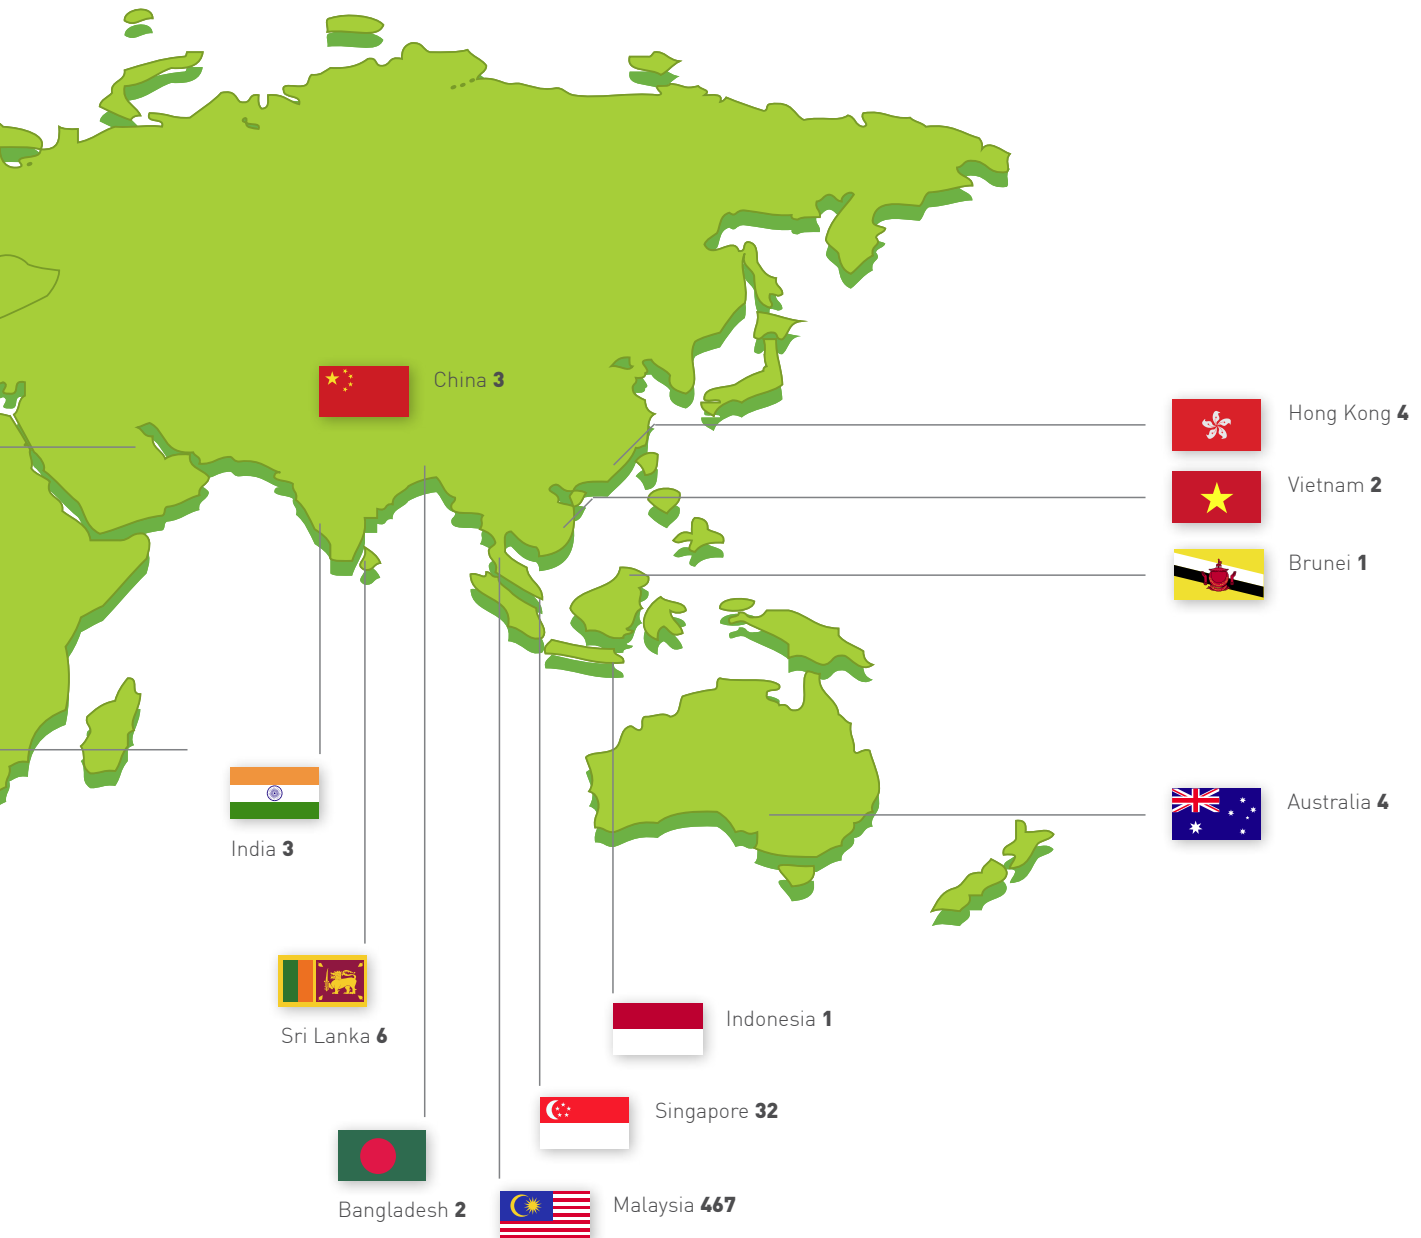 China 3
Hong Kong 4
Vietnam 2
Brunei 1
Australia 4
India 3
Sri Lanka 6
Indonesia 1
Singapore 32
Bangladesh 2
Malaysia 467